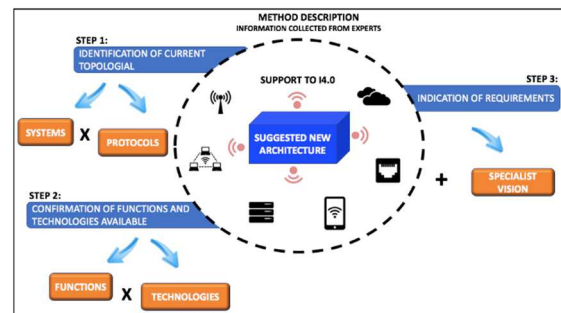 METHOD DESCRIPTION
INFORMATION COLLECTED FROM EXPERTS
STEP 1:
IDENTIFICATION OF CURRENT
TOPOLOGIAL
SYSTEMS
X
PROTOCOLS
SUPPORT TO I4.0
SUGGESTED NEW
ARCHITECTURE
STEP 3:
INDICATION OF REQUIREMENTS
+
SPECIALIST
VISION
STEP 2:
CONFIRMATION OF FUNCTIONS AND
TECHNOLOGIES AVAILABLE
FUNCTIONS
X
TECHNOLOGIES